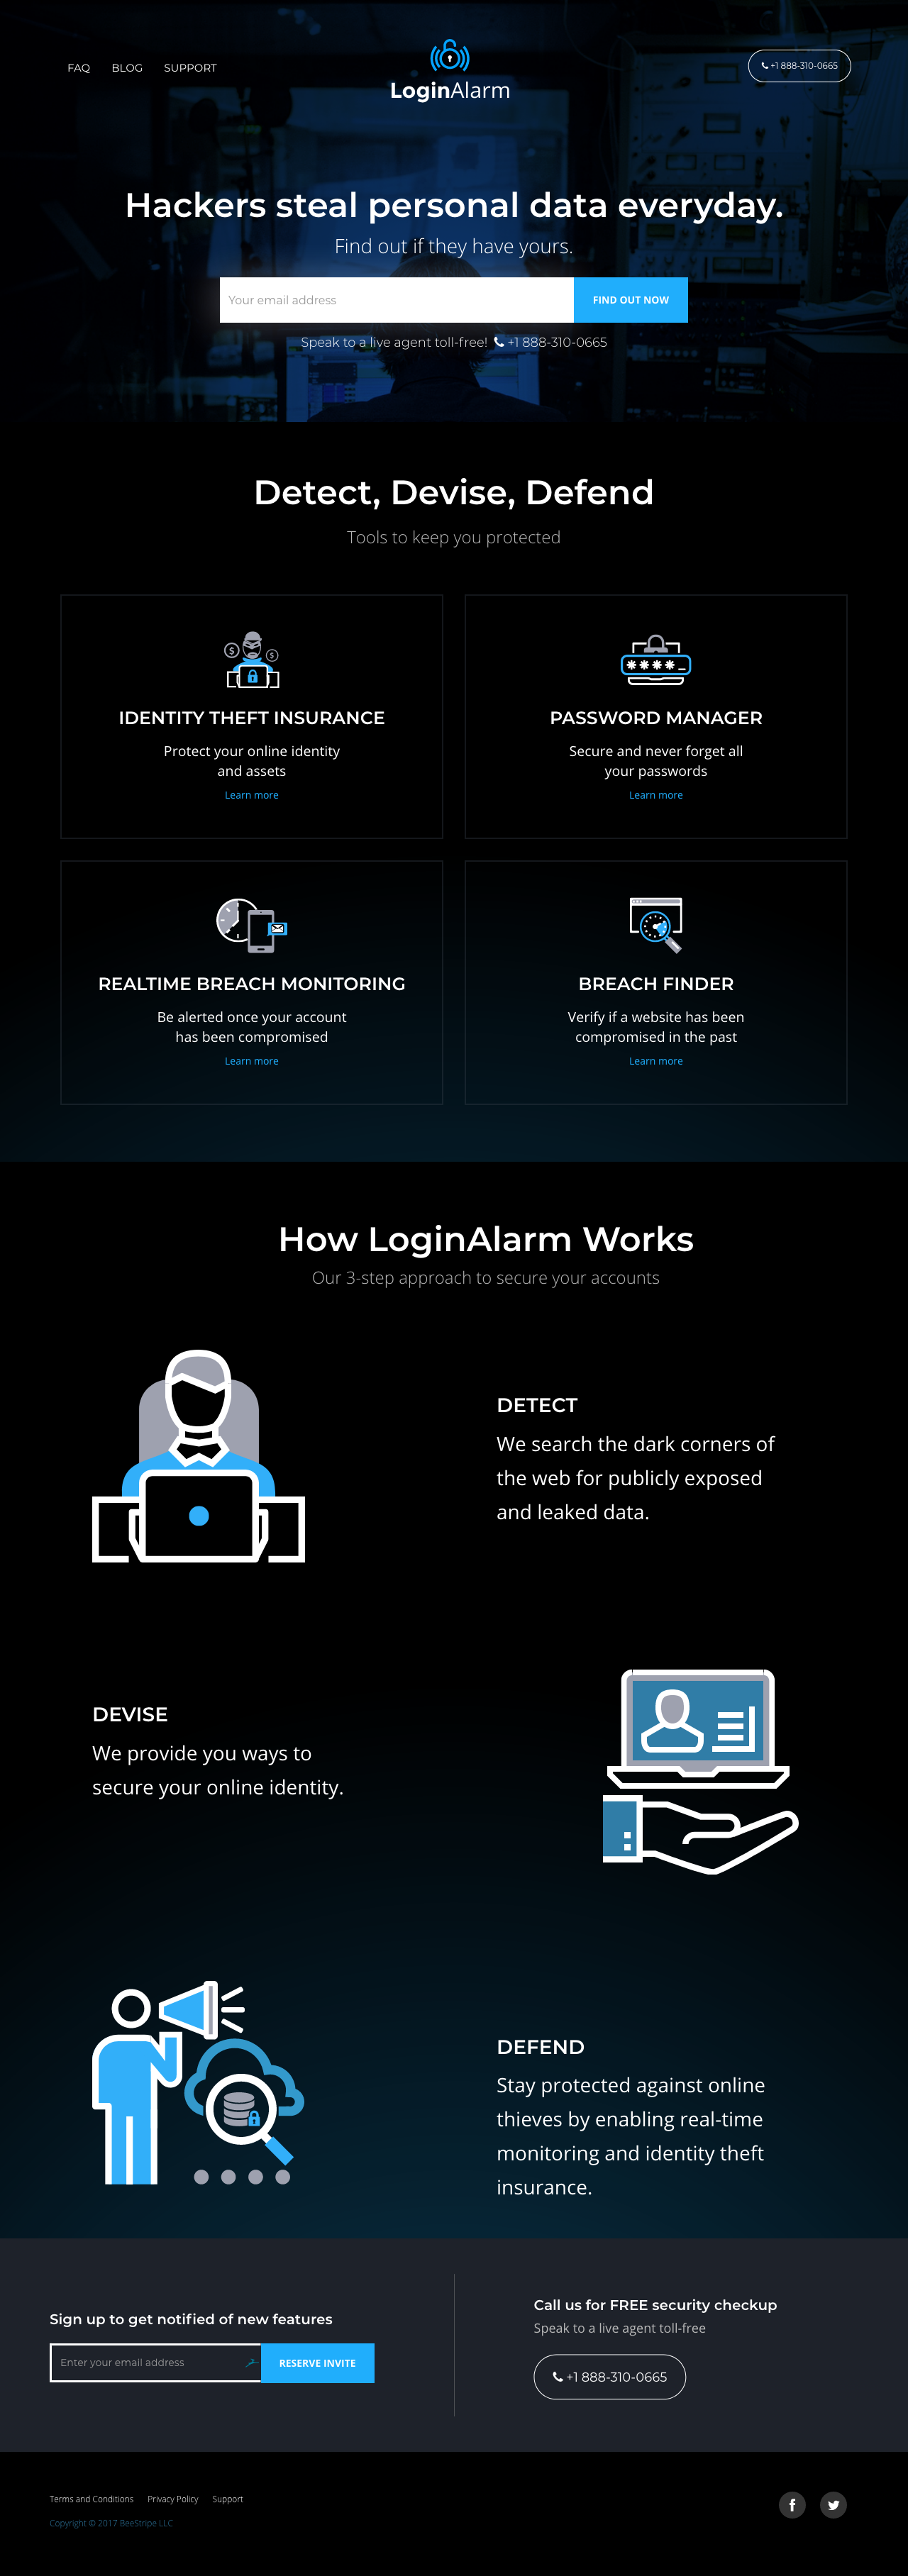 FAQ BLOG SUPPORT
LoginAlarm
+1 888-310-0665
Hackers steal personal data everyday.
Find out if they have yours.
Your email address
FIND OUT NOW
Speak to a live agent toll-free! +1 888-310-0665
Detect, Devise, Defend
Tools to keep you protected
IDENTITY THEFT INSURANCE
Protect your online identity
and assets
Learn more
PASSWORD MANAGER
Secure and never forget all
your passwords
Learn more
REALTIME BREACH MONITORING
Be alerted once your account
has been compromised
Learn more
BREACH FINDER
Verify if a website has been
compromised in the past
Learn more
How LoginAlarm Works
Our 3-step approach to secure your accounts
DETECT
We search the dark corners of
the web for publicly exposed
and leaked data.
DEVISE
We provide you ways to
secure your online identity.
DEFEND
Stay protected against online
thieves by enabling real-time
monitoring and identity theft
insurance.
Sign up to get notified of new features
Enter your email address
RESERVE INVITE
Call us for FREE security checkup
Speak to a live agent toll-free
+1 888-310-0665
Terms and Conditions Privacy Policy Support
Copyright © 2017 BeeStripe LLC